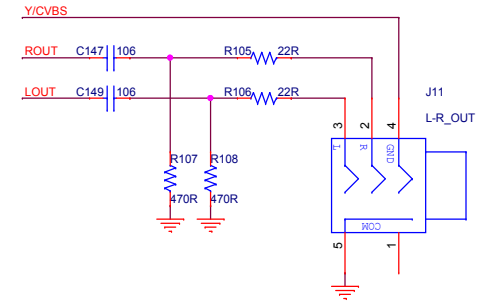 Y/CVBS
ROUT C147 106 R105 22R
LOUT C149 106 R106 22R
J11
L-R_OUT
3 2 4
L R GND
R107 R108
470R 470R
COM
5 1